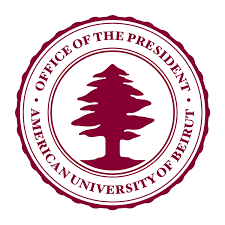 OFFICE OF THE PRESIDENT
AMERICAN UNIVERSITY OF BEIRUT